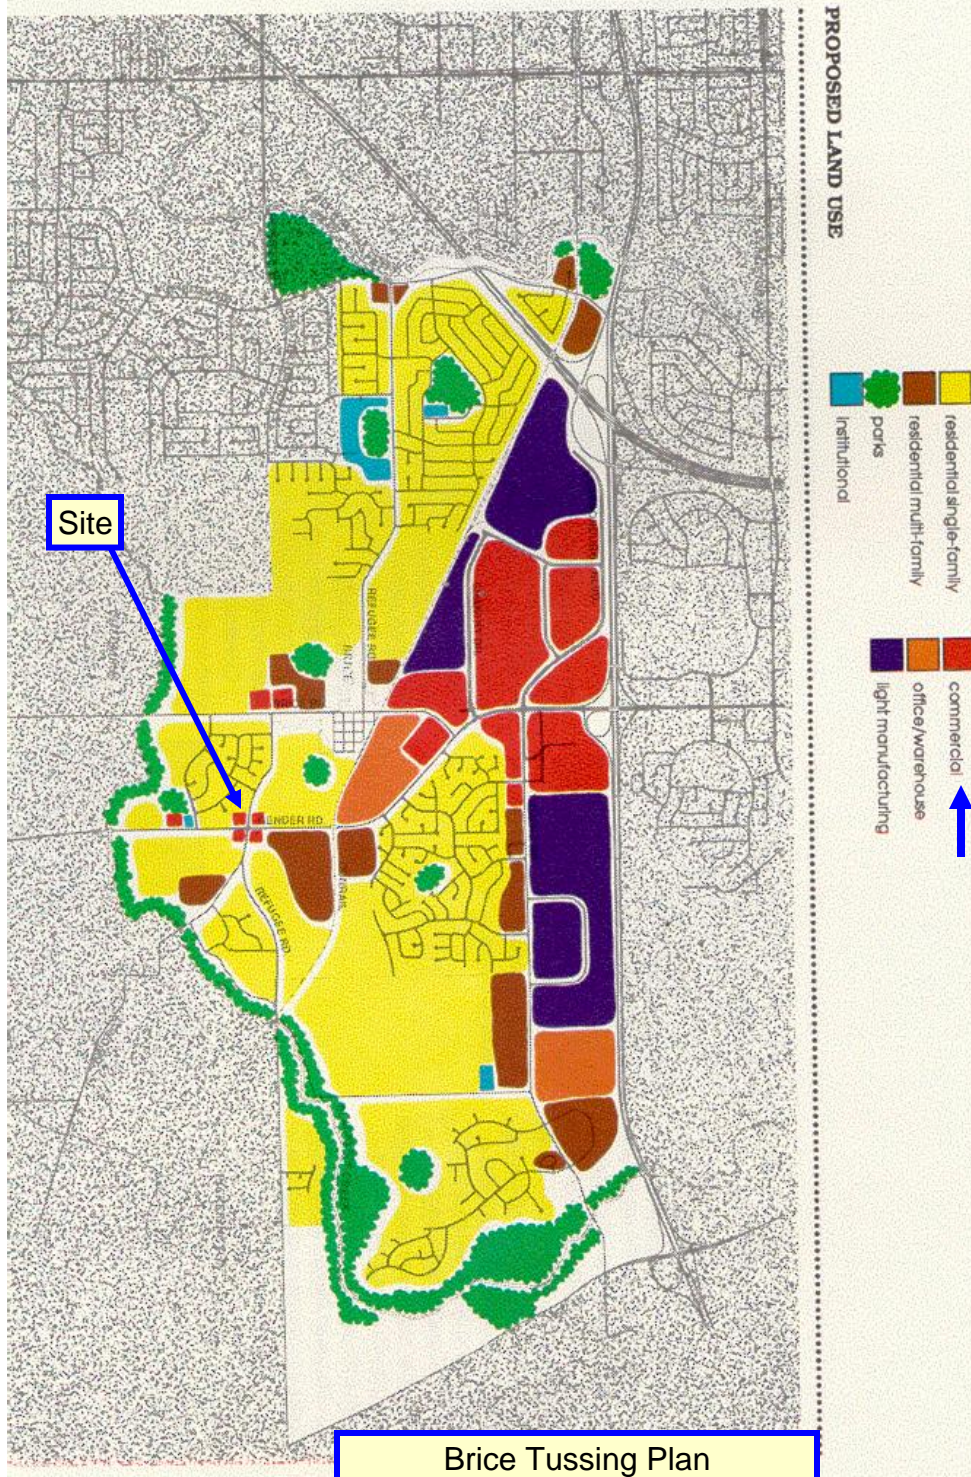 PROPOSED LAND USE
residential single-family
residential multi-family
parks
institutional
commercial
office/warehouse
light manufacturing
Site
REFUGEE RD
ENDER RD
REFUGEE RD
Brice Tussing Plan